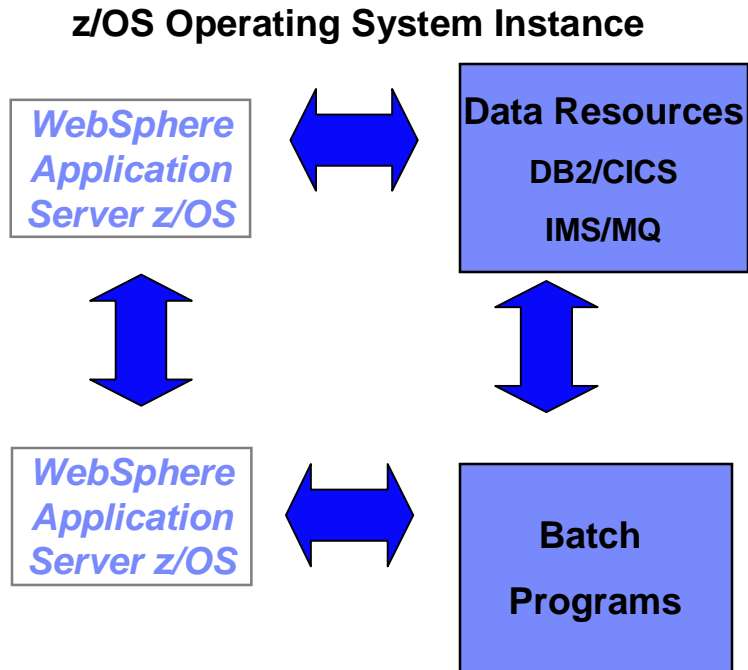 z/OS Operating System Instance
WebSphere
Application
Server z/OS
Data Resources
DB2/CICS
IMS/MQ
WebSphere
Application
Server z/OS
Batch
Programs